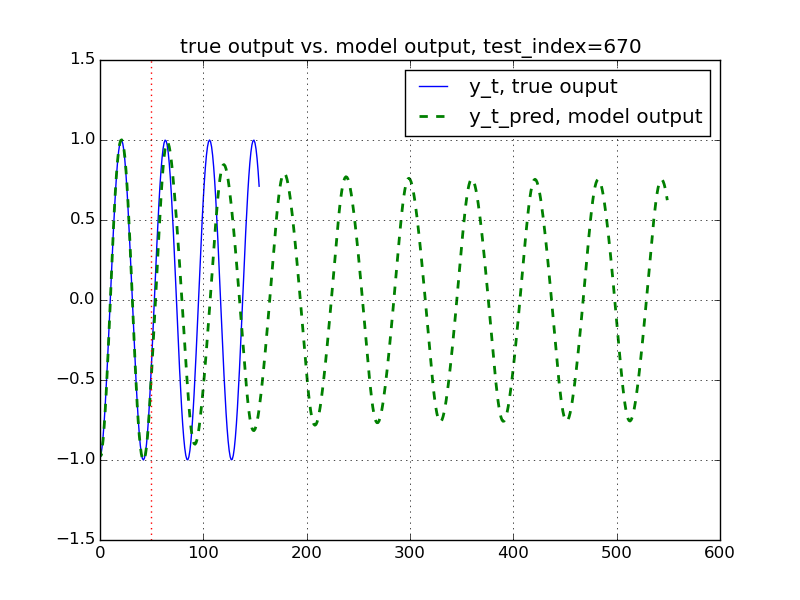 true output vs. model output, test_index=670
y_t, true ouput
y_t_pred, model output
1.5
1.0
0.5
0.0
−0.5
−1.0
−1.5
0 100 200 300 400 500 600